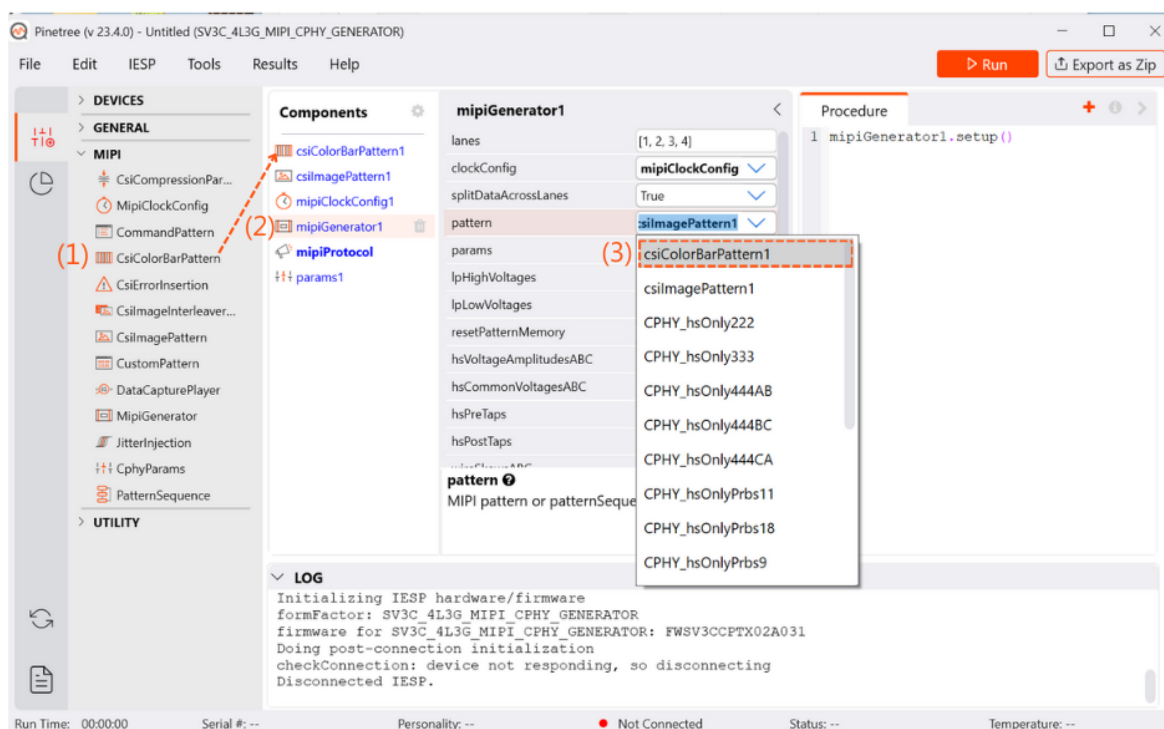 Pinetree (v 23.4.0) - Untitled (SV3C_4L3G_MIPI_CPHY_GENERATOR)
File Edit IESP Tools Results Help
Run
Export as Zip
DEVICES
GENERAL
MIPI
CsiCompressionPar...
MipiClockConfig
CommandPattern
(1)
CsiColorBarPattern
CsiErrorInsertion
CsiImageInterleaver...
CsiImagePattern
CustomPattern
DataCapturePlayer
MipiGenerator
JitterInjection
CphyParams
PatternSequence
UTILITY
Components
csiColorBarPattern1
csiImagePattern1
mipiClockConfig1
(2)
mipiGenerator1
mipiProtocol
params1
mipiGenerator1
lanes [1, 2, 3, 4]
clockConfig mipiClockConfig
splitDataAcrossLanes True
pattern :siImagePattern1
params
lpHighVoltages
lpLowVoltages
resetPatternMemory
hsVoltageAmplitudesABC
hsCommonVoltagesABC
hsPreTaps
hsPostTaps
pattern
MIPI pattern or patternSeque
(3)
csiColorBarPattern1
csiImagePattern1
CPHY_hsOnly222
CPHY_hsOnly333
CPHY_hsOnly444AB
CPHY_hsOnly444BC
CPHY_hsOnly444CA
CPHY_hsOnlyPrbs11
CPHY_hsOnlyPrbs18
CPHY_hsOnlyPrbs9
Procedure
1 mipiGenerator1.setup()
LOG
Initializing IESP hardware/firmware
formFactor: SV3C_4L3G_MIPI_CPHY_GENERATOR
firmware for SV3C_4L3G_MIPI_CPHY_GENERATOR: FWSV3CCPTX02A031
Doing post-connection initialization
checkConnection: device not responding, so disconnecting
Disconnected IESP.
Run Time: 00:00:00 Serial #: -- Personality: -- Not Connected Status: -- Temperature: --